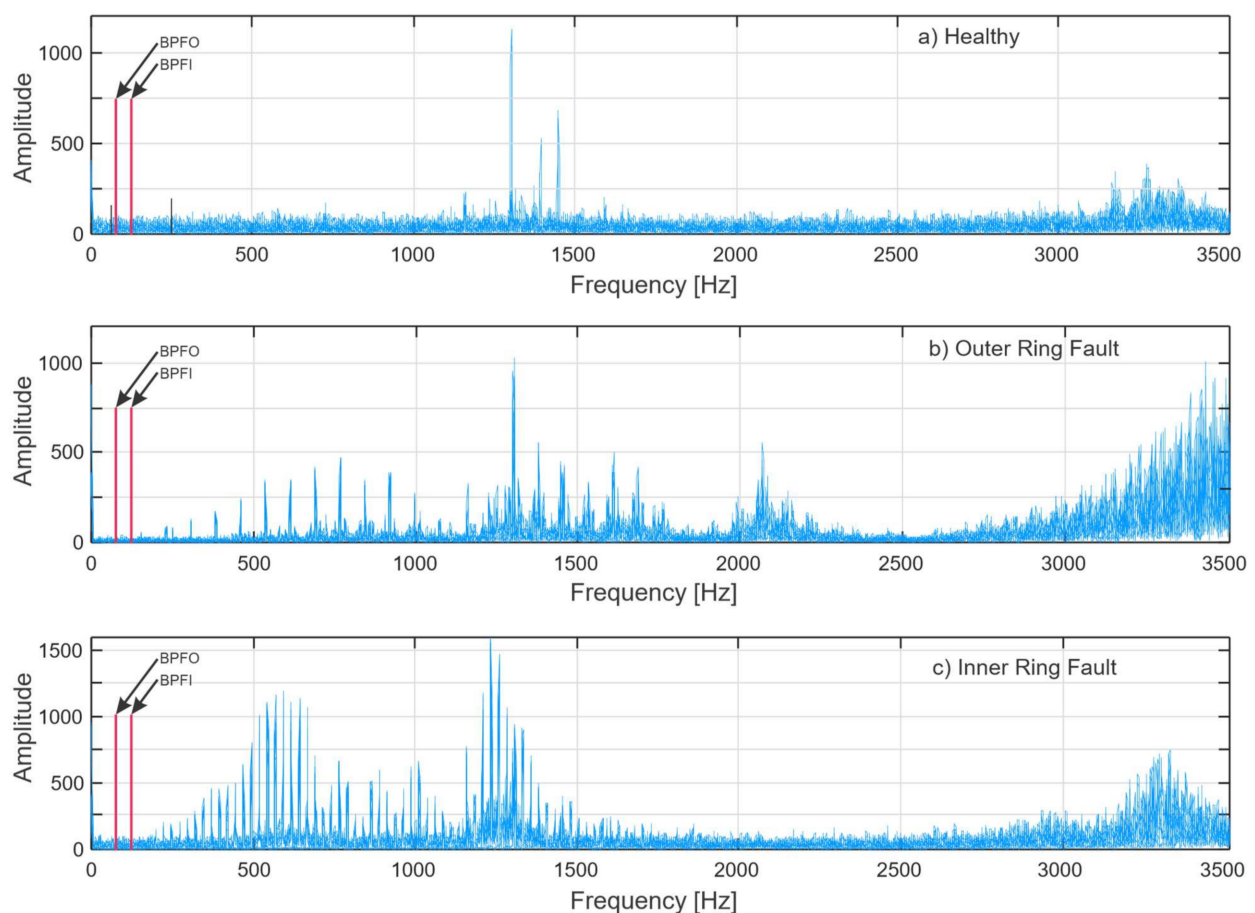 a) Healthy
BPFO
BPFI
1000
500
0
Amplitude
0 500 1000 1500 2000 2500 3000 3500
Frequency [Hz]
b) Outer Ring Fault
BPFO
BPFI
1000
500
0
Amplitude
0 500 1000 1500 2000 2500 3000 3500
Frequency [Hz]
c) Inner Ring Fault
BPFO
BPFI
1500
1000
500
0
Amplitude
0 500 1000 1500 2000 2500 3000 3500
Frequency [Hz]